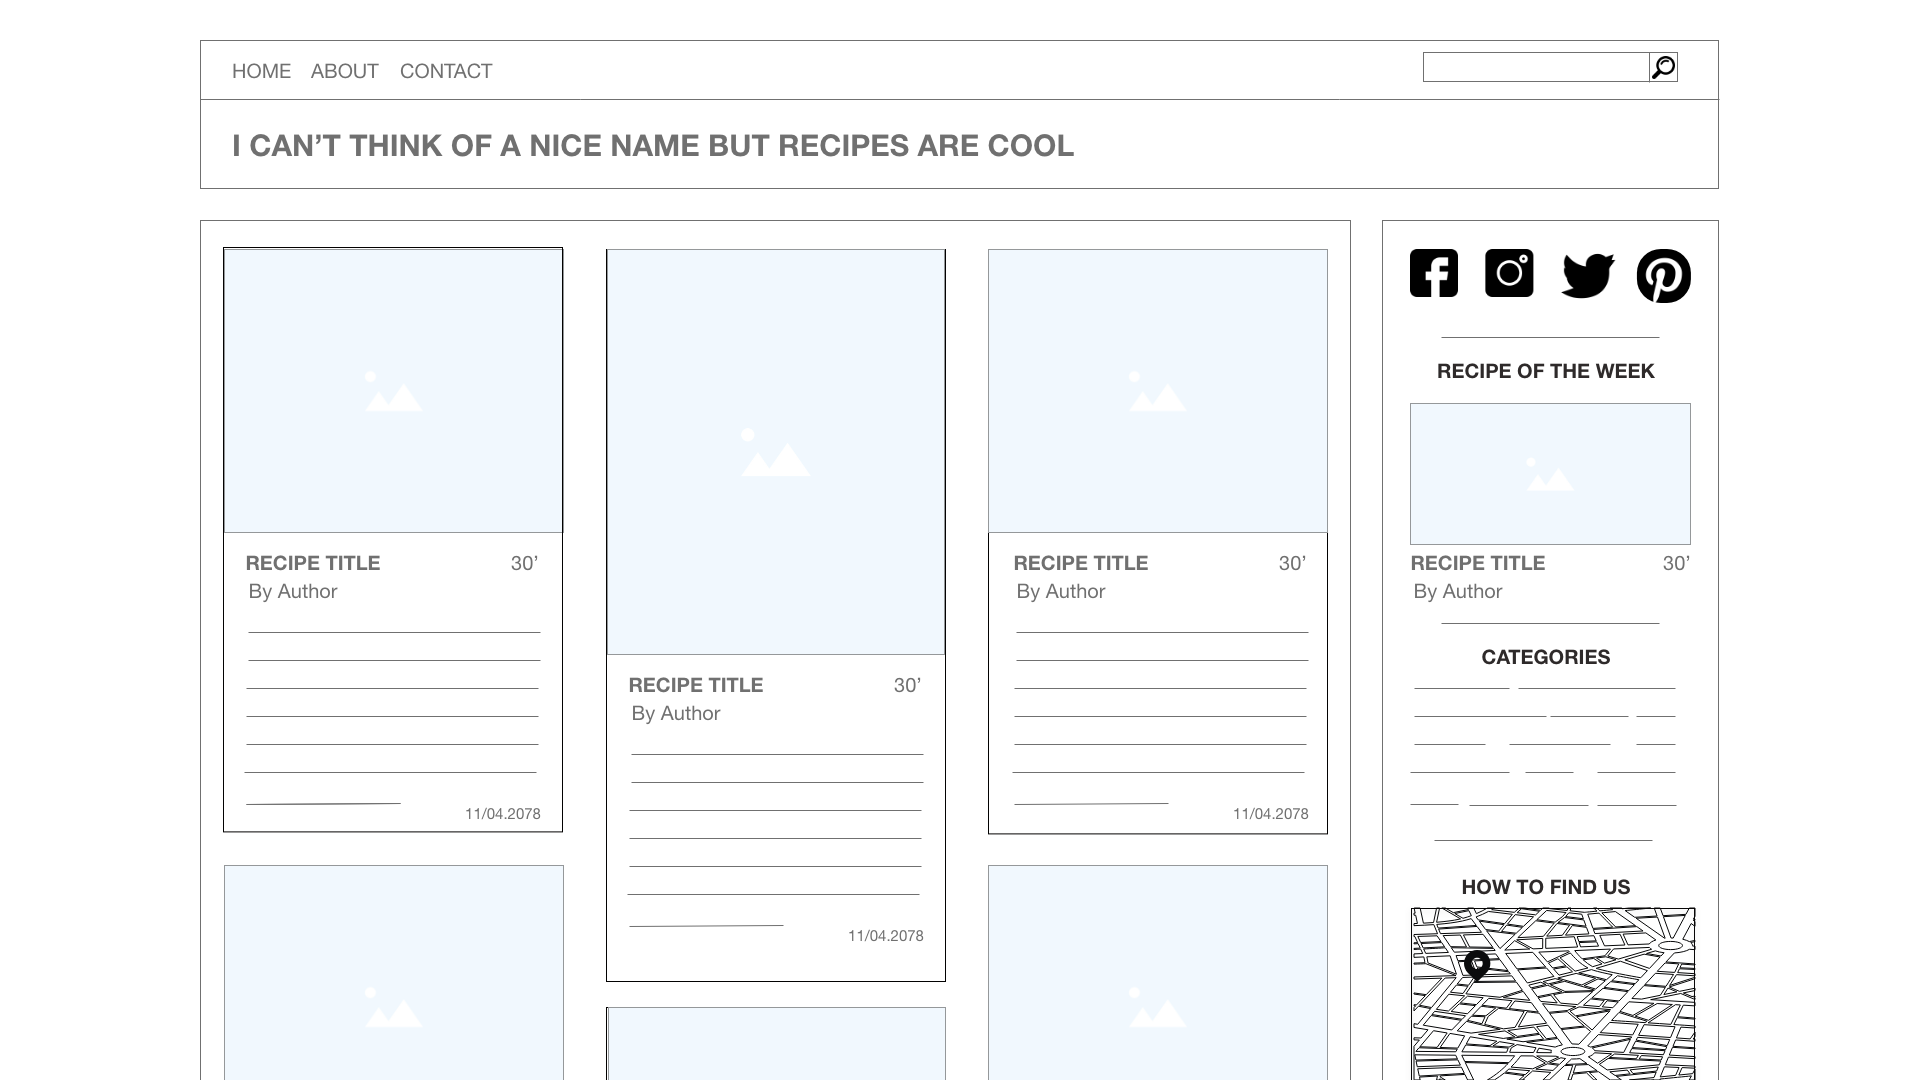 HOME ABOUT CONTACT
I CAN’T THINK OF A NICE NAME BUT RECIPES ARE COOL
RECIPE TITLE 30’
By Author
11/04.2078
RECIPE TITLE 30’
By Author
11/04.2078
RECIPE TITLE 30’
By Author
11/04.2078
RECIPE OF THE WEEK
RECIPE TITLE 30’
By Author
CATEGORIES
HOW TO FIND US